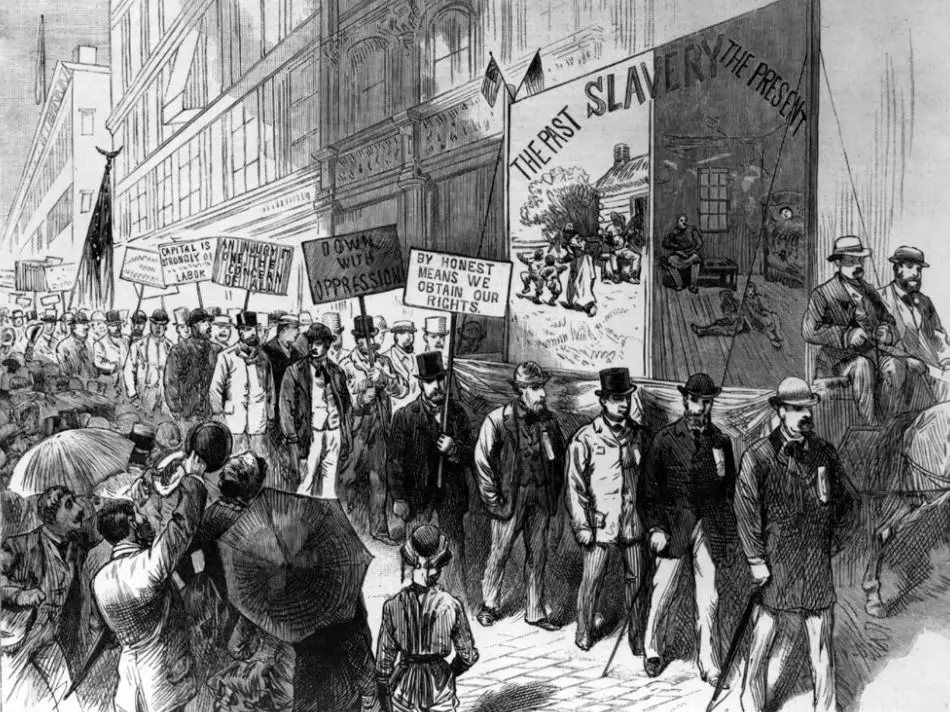 THE PAST
SLAVERY
THE PRESENT
CAPITAL IS
STRONGLY
LABOR
AN INJURY
ONE THE
CONCERN
OF ALL
DOWN
WITH
OPPRESSION
BY HONEST
MEANS WE
OBTAIN OUR
RIGHTS.